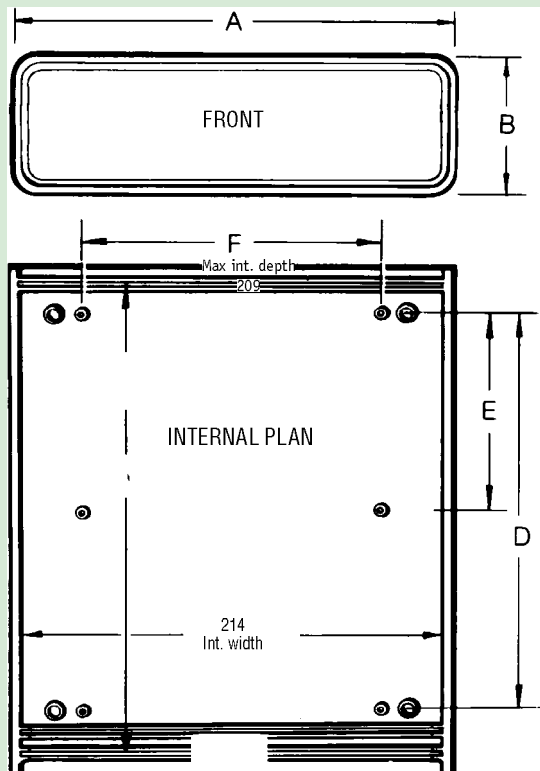 A
FRONT
B
F
Max int. depth
209
INTERNAL PLAN
E
D
214
Int. width